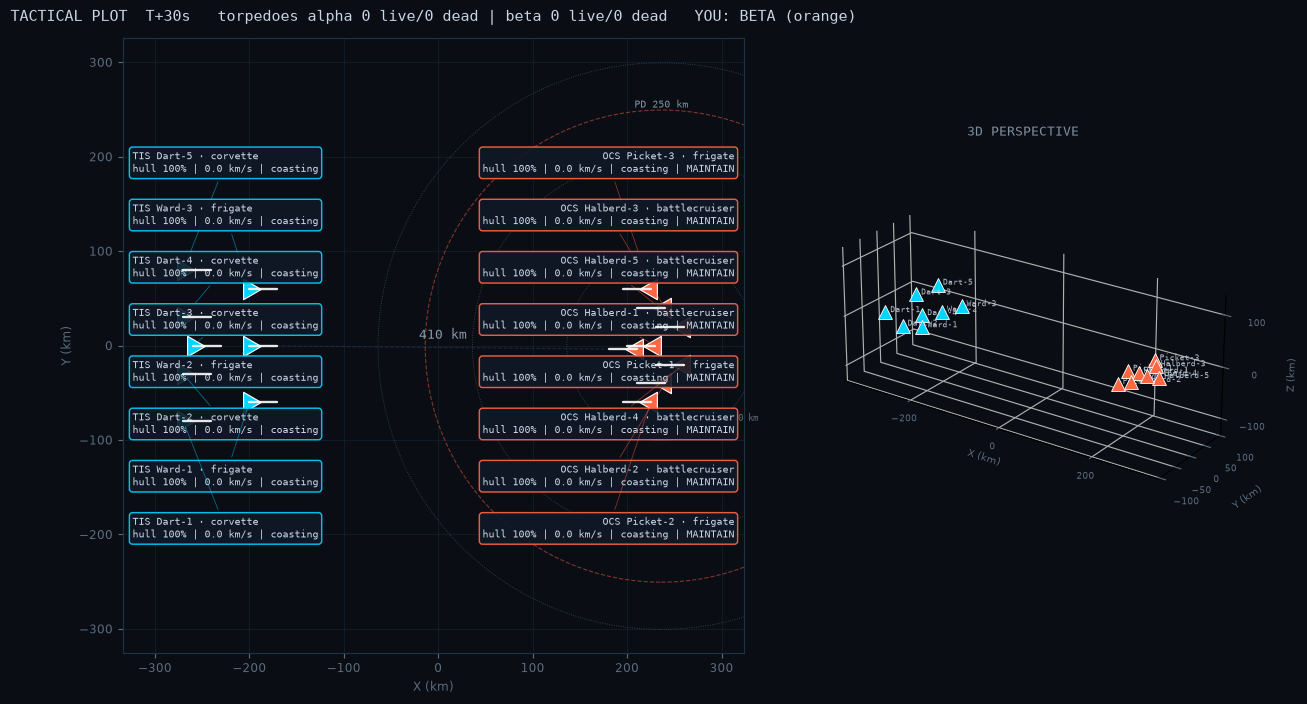 TACTICAL PLOT  T+30s   torpedoes alpha 0 live/0 dead | beta 0 live/0 dead   YOU: BETA (orange)
300
200
100
0
−100
−200
−300
Y (km)
−300
−200
−100
0
100
200
300
X (km)
PD 250 km
410 km
0 km
TIS Dart-5 · corvette
hull 100% | 0.0 km/s | coasting
TIS Ward-3 · frigate
hull 100% | 0.0 km/s | coasting
TIS Dart-4 · corvette
hull 100% | 0.0 km/s | coasting
TIS Dart-3 · corvette
hull 100% | 0.0 km/s | coasting
TIS Ward-2 · frigate
hull 100% | 0.0 km/s | coasting
TIS Dart-2 · corvette
hull 100% | 0.0 km/s | coasting
TIS Ward-1 · frigate
hull 100% | 0.0 km/s | coasting
TIS Dart-1 · corvette
hull 100% | 0.0 km/s | coasting
OCS Picket-3 · frigate
hull 100% | 0.0 km/s | coasting | MAINTAIN
OCS Halberd-3 · battlecruiser
hull 100% | 0.0 km/s | coasting | MAINTAIN
OCS Halberd-5 · battlecruiser
hull 100% | 0.0 km/s | coasting | MAINTAIN
OCS Halberd-1 · battlecruiser
hull 100% | 0.0 km/s | coasting | MAINTAIN
OCS Picket-1 · frigate
hull 100% | 0.0 km/s | coasting | MAINTAIN
OCS Halberd-4 · battlecruiser
hull 100% | 0.0 km/s | coasting | MAINTAIN
OCS Halberd-2 · battlecruiser
hull 100% | 0.0 km/s | coasting | MAINTAIN
OCS Picket-2 · frigate
hull 100% | 0.0 km/s | coasting | MAINTAIN
3D PERSPECTIVE
Dart-5
Ward-3
Dart-1
Ward-1
Picket-3
Halberd-3
−200
0
200
X (km)
−100
−50
0
50
100
Y (km)
100
0
−100
Z (km)